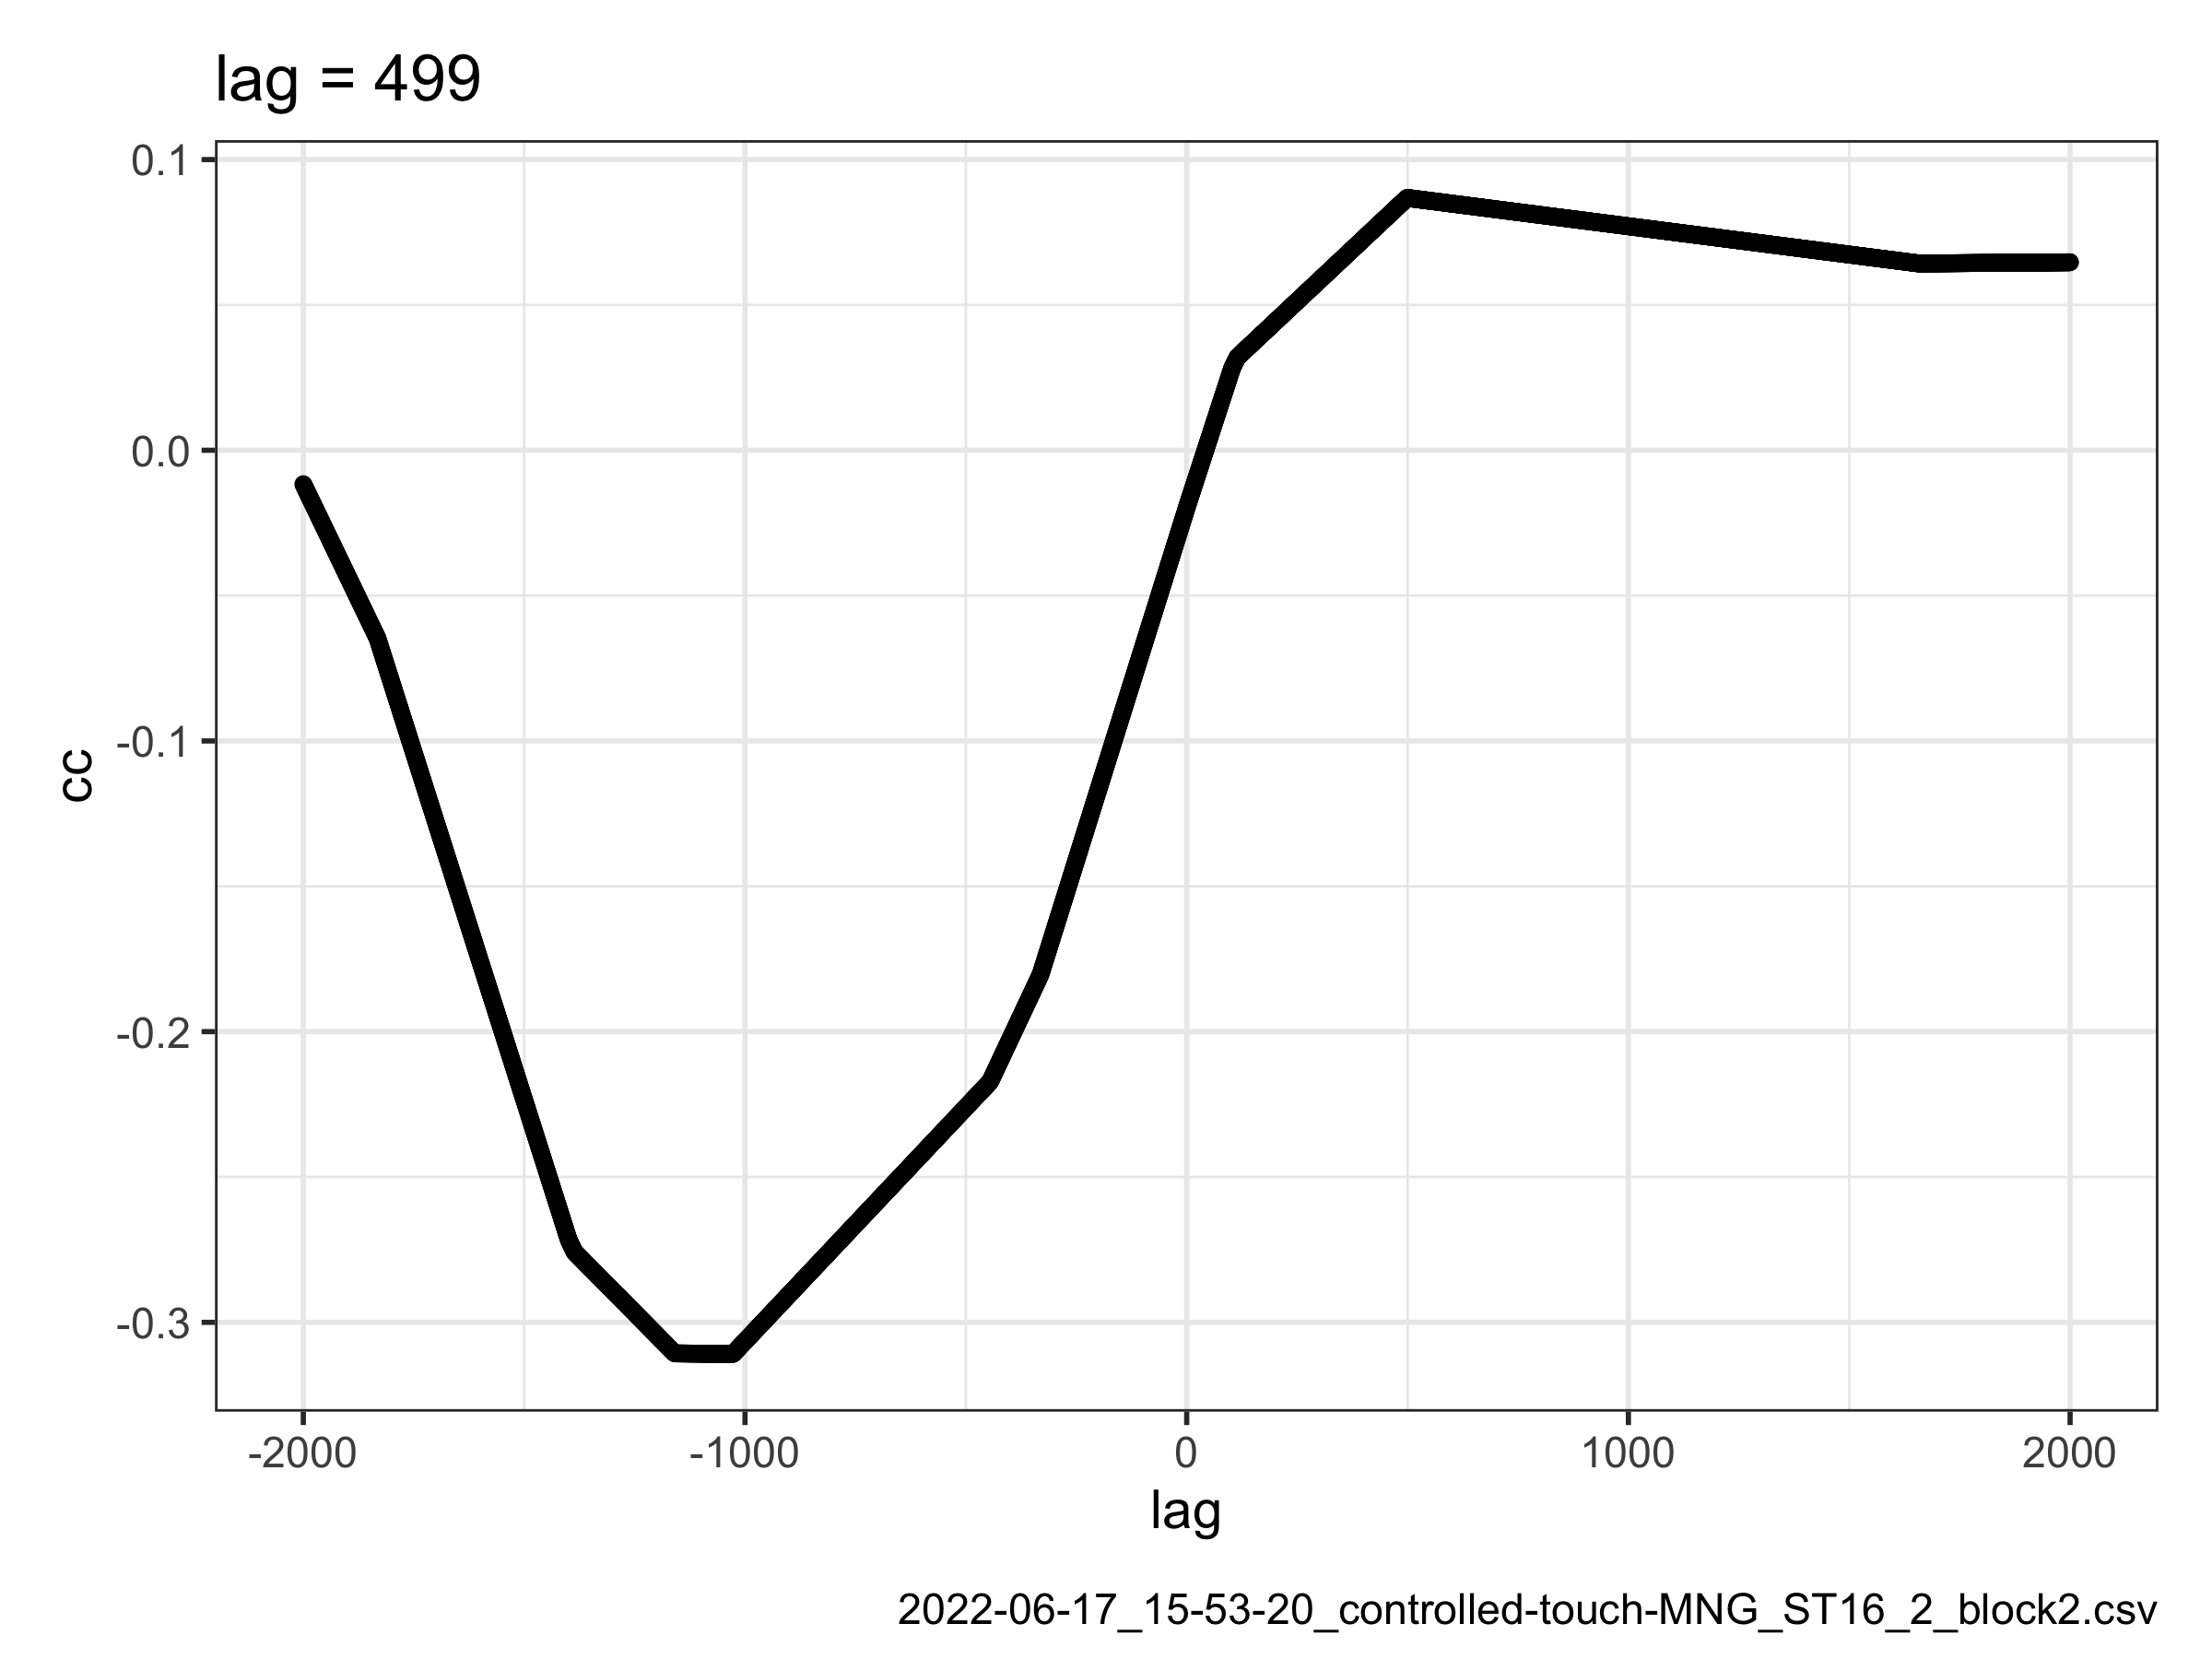 lag = 499
0.1
0.0
-0.1
-0.2
-0.3
cc
-2000 -1000 0 1000 2000
lag
2022-06-17_15-53-20_controlled-touch-MNG_ST16_2_block2.csv